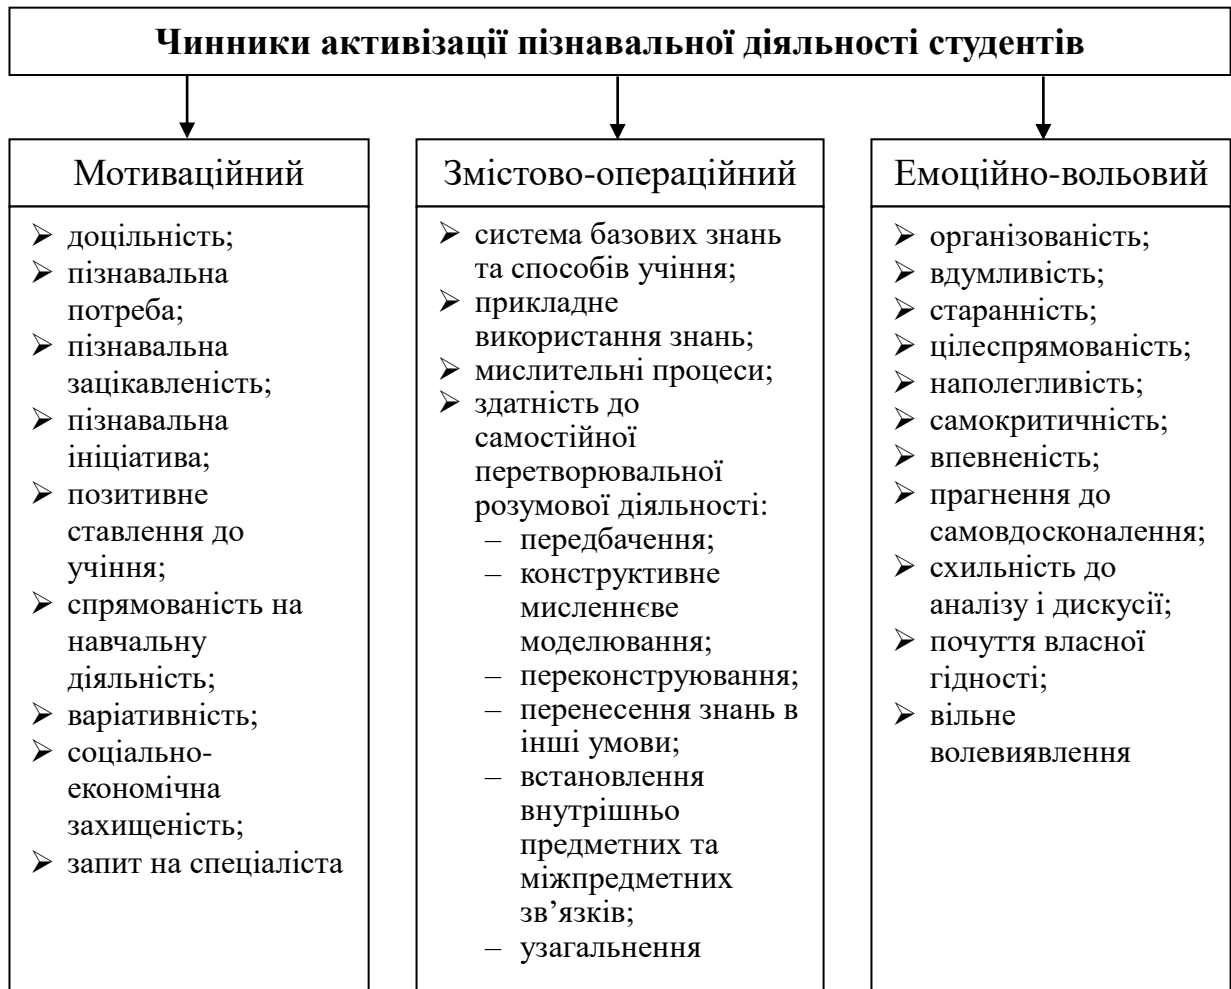 Чинники активізації пізнавальної діяльності студентів
Мотиваційний
➢ доцільність;
➢ пізнавальна
потреба;
➢ пізнавальна
зацікавленість;
➢ пізнавальна
ініціатива;
➢ позитивне
ставлення до
учіння;
➢ спрямованість на
навчальну
діяльність;
➢ варіативність;
➢ соціально-
економічна
захищеність;
➢ запит на спеціаліста
Змістово-операційний
➢ система базових знань
та способів учіння;
➢ прикладне
використання знань;
➢ мислительні процеси;
➢ здатність до
самостійної
перетворювальної
розумової діяльності:
– передбачення;
– конструктивне
мисленнєве
моделювання;
– переконструювання;
– перенесення знань в
інші умови;
– встановлення
внутрішньо
предметних та
міжпредметних
зв’язків;
– узагальнення
Емоційно-вольовий
➢ організованість;
➢ вдумливість;
➢ старанність;
➢ цілеспрямованість;
➢ наполегливість;
➢ самокритичність;
➢ впевненість;
➢ прагнення до
самовдосконалення;
➢ схильність до
аналізу і дискусії;
➢ почуття власної
гідності;
➢ вільне
волевиявлення